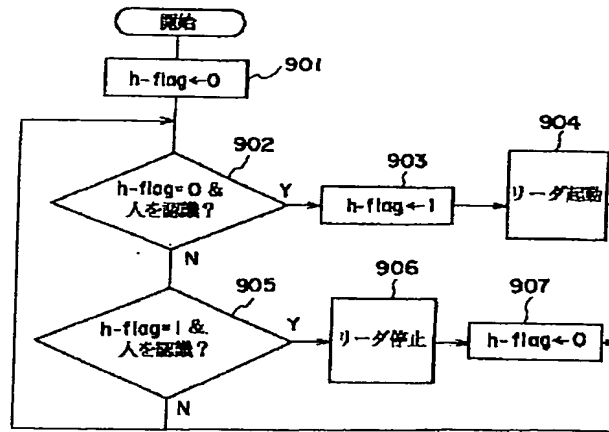 開始
901
h-flag←0
902
h-flag=0 &
人を認識?
Y
903
h-flag←1
904
リーダ起動
N
905
h-flag=1 &.
人を認識?
Y
906
リーダ停止
907
h-flag←0
N